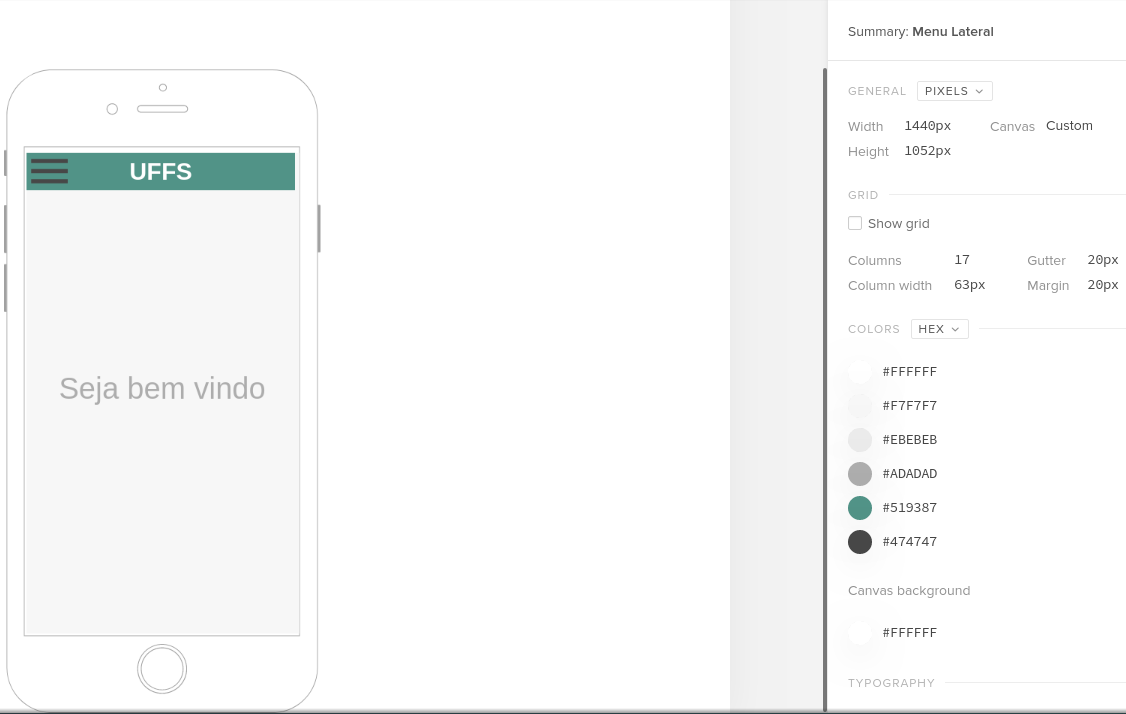 UFFS
Seja bem vindo
Summary: Menu Lateral
GENERAL PIXELS
Width 1440px Canvas Custom
Height 1052px
GRID
Show grid
Columns 17 Gutter 20px
Column width 63px Margin 20px
COLORS HEX
#FFFFFF
#F7F7F7
#EBEBEB
#ADADAD
#519387
#474747
Canvas background
#FFFFFF
TYPOGRAPHY